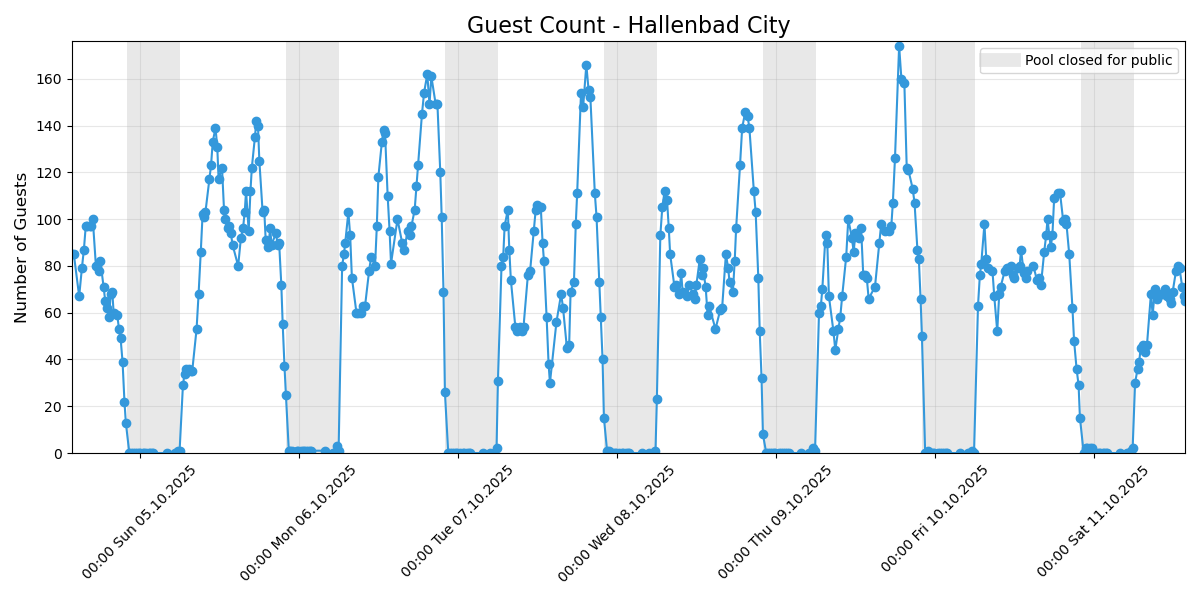 Guest Count - Hallenbad City
Pool closed for public
Number of Guests
160
140
120
100
80
60
40
20
0
00:00 Sun 05.10.2025
00:00 Mon 06.10.2025
00:00 Tue 07.10.2025
00:00 Wed 08.10.2025
00:00 Thu 09.10.2025
00:00 Fri 10.10.2025
00:00 Sat 11.10.2025